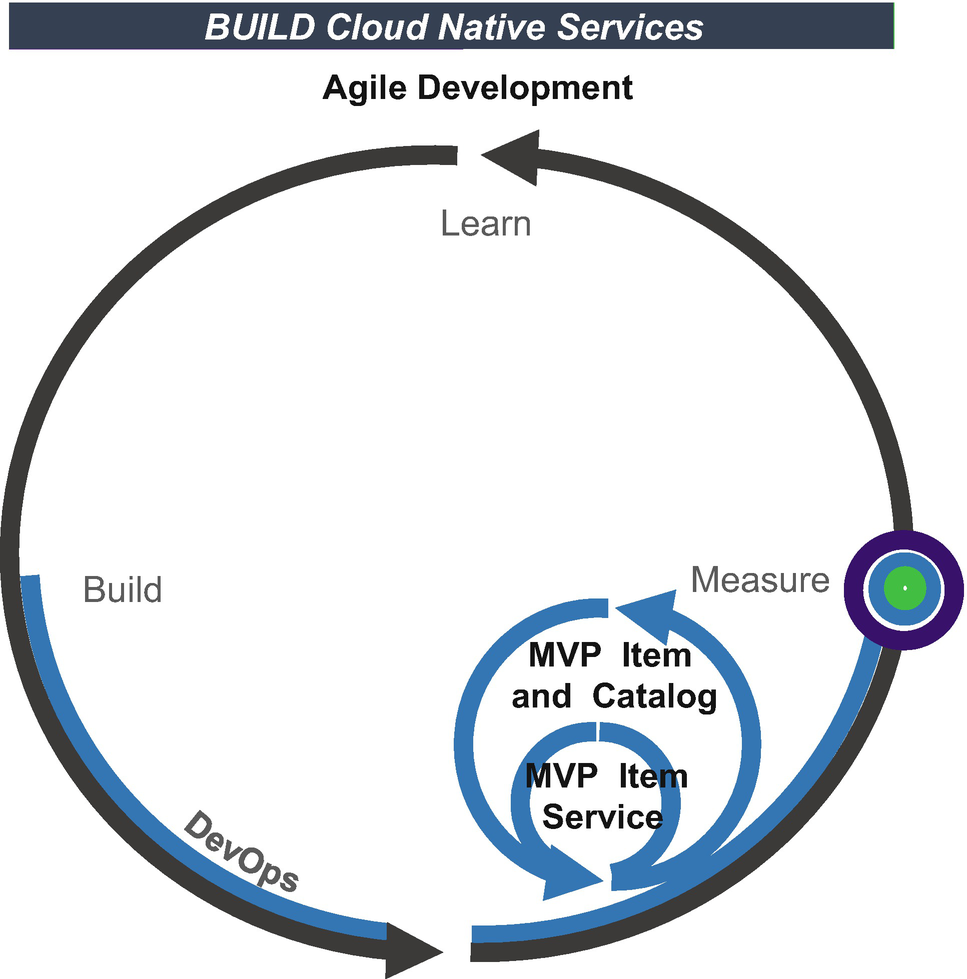 BUILD Cloud Native Services
Agile Development
Learn
Build
Measure
MVP Item
and Catalog
MVP Item
Service
DevOps